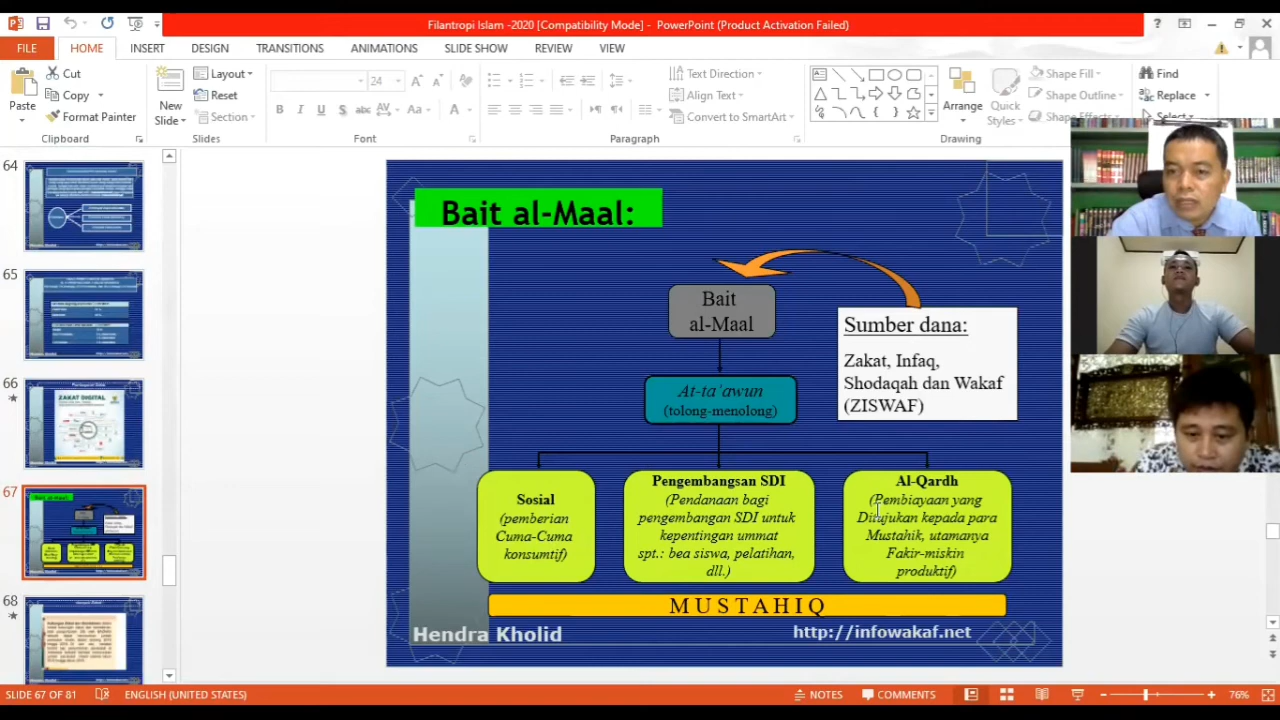 Filantropi Islam -2020 [Compatibility Mode] - PowerPoint (Product Activation Failed)
FILE HOME INSERT DESIGN TRANSITIONS ANIMATIONS SLIDE SHOW REVIEW VIEW
Paste
Cut
Copy
Format Painter
Clipboard
New
Slide
Layout
Reset
Section
Slides
24
Font
Paragraph
Text Direction
Align Text
Convert to SmartArt
Arrange
Quick
Styles
Shape Fill
Shape Outline
Shape Effects
Drawing
Find
Replace
Select
64
65
66
ZAKAT DIGITAL
67
68
Bait al-Maal:
Bait
al-Maal
Sumber dana:
Zakat, Infaq,
Shodaqah dan Wakaf
(ZISWAF)
At-ta'awun
(tolong-menolong)
Sosial
(pemberian
Cuma-Cuma
konsumtif)
Pengembangsan SDI
(Pendanaan bagi
pengembangan SDI untuk
kepentingan ummat
spt.: bea siswa, pelatihan,
dll.)
Al-Qardh
(Pembiayaan yang
Ditujukan kepada para
Mustahik, utamanya
Fakir-miskin
produktif)
M U S T A H I Q
Hendra Kholid
SLIDE 67 OF 81 ENGLISH (UNITED STATES) NOTES COMMENTS 76%